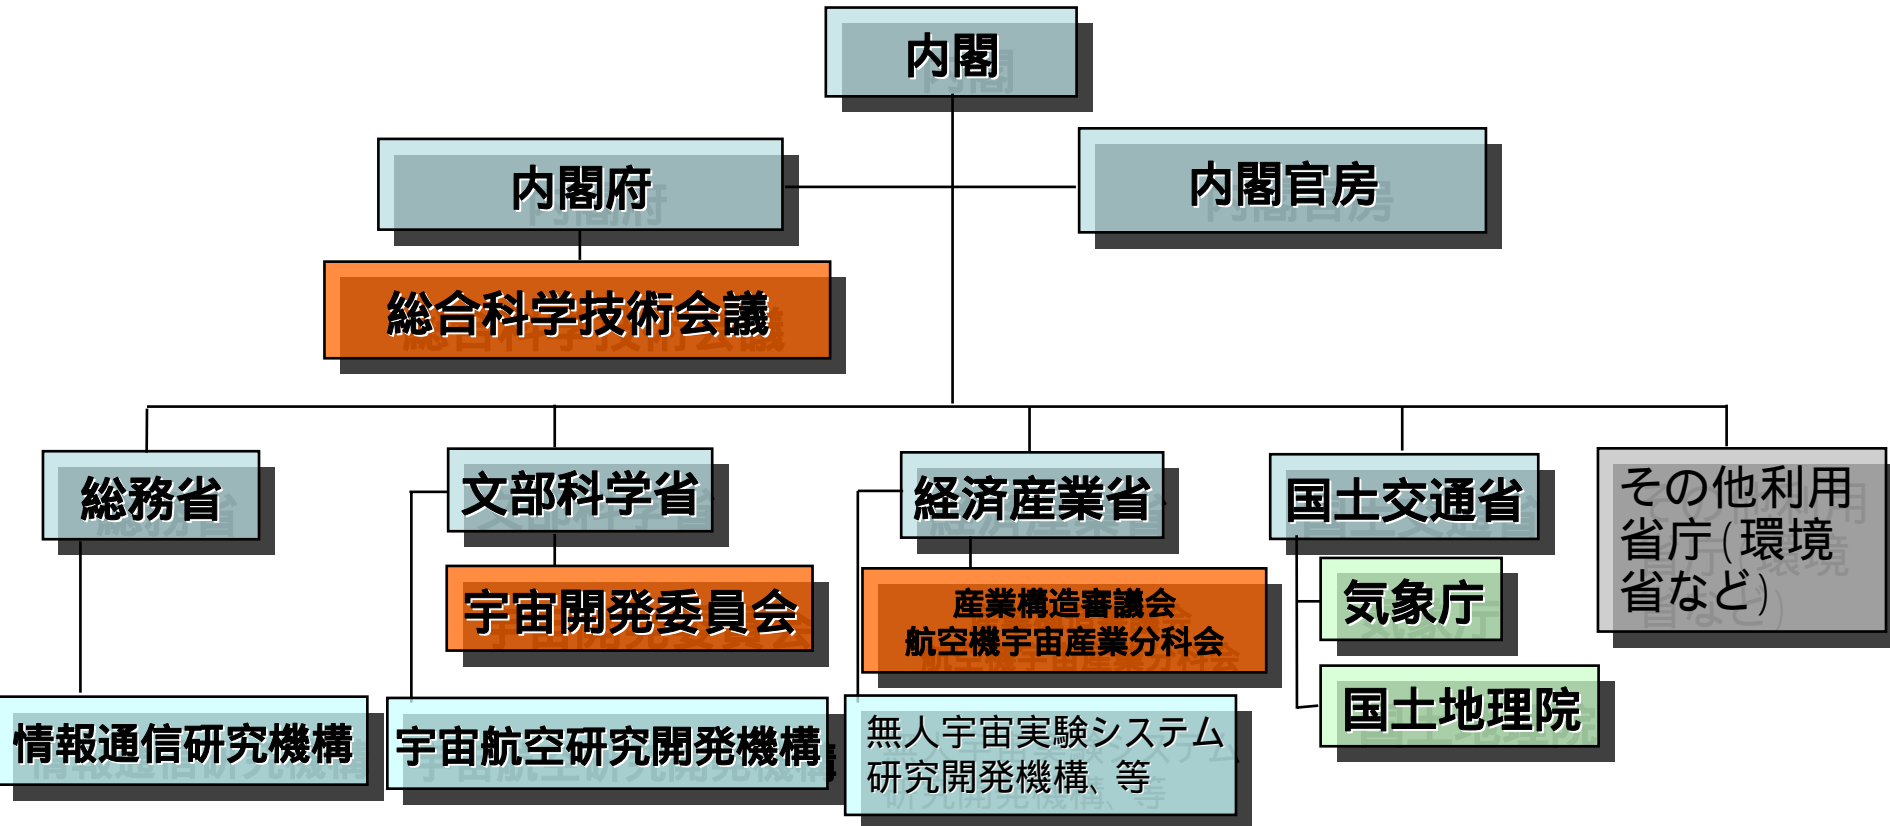 内閣
内閣府
内閣官房
総合科学技術会議
総務省
文部科学省
経済産業省
国土交通省
その他利用
省庁(環境
省など)
宇宙開発委員会
産業構造審議会
航空機宇宙産業分科会
気象庁
国土地理院
情報通信研究機構
宇宙航空研究開発機構
無人宇宙実験システム
研究開発機構、等